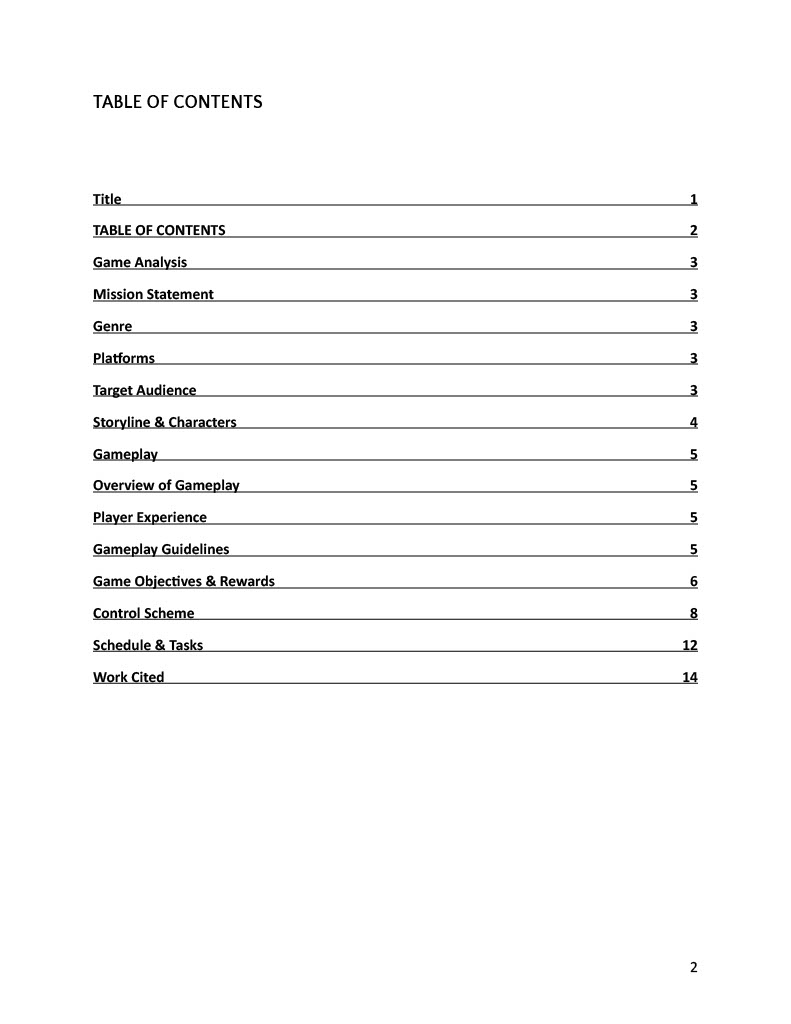 TABLE OF CONTENTS
Title 1
TABLE OF CONTENTS 2
Game Analysis 3
Mission Statement 3
Genre 3
Platforms 3
Target Audience 3
Storyline & Characters 4
Gameplay 5
Overview of Gameplay 5
Player Experience 5
Gameplay Guidelines 5
Game Objectives & Rewards 6
Control Scheme 8
Schedule & Tasks 12
Work Cited 14
2